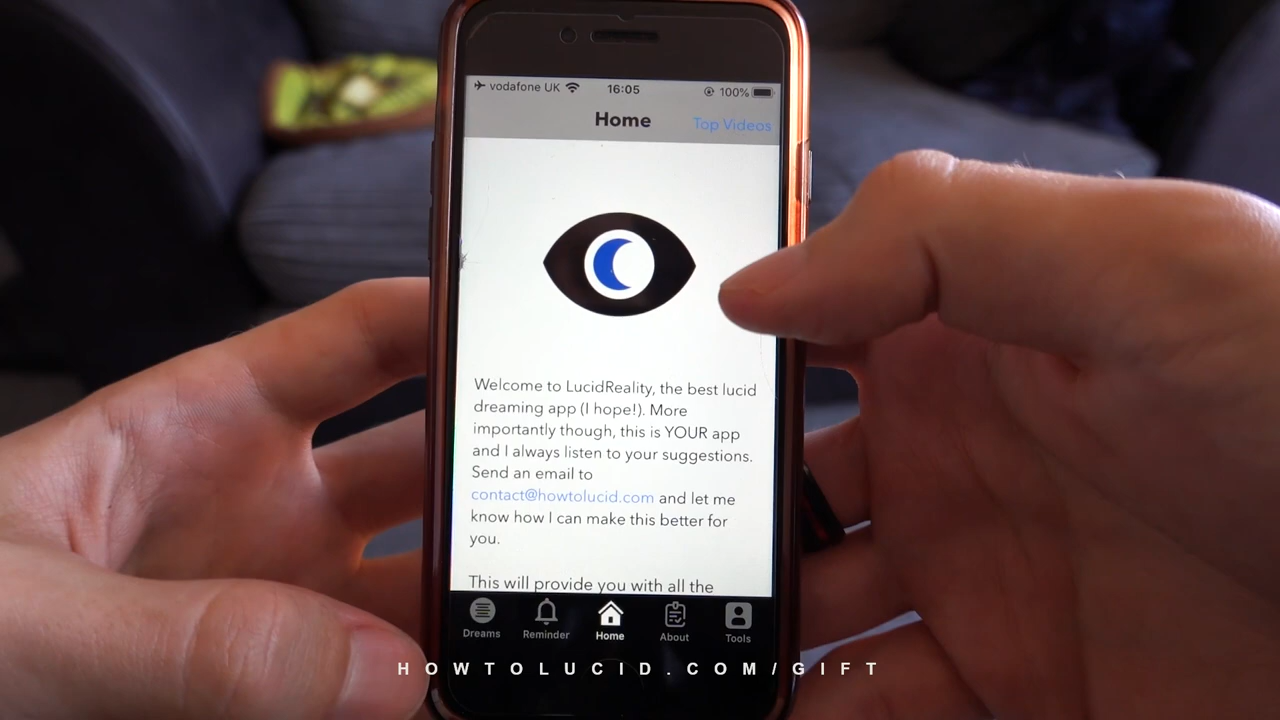 vodafone UK 16:05 100%
Home Top Videos
Welcome to LucidReality, the best lucid
dreaming app (I hope!). More
importantly though, this is YOUR app
and I always listen to your suggestions.
Send an email to
contact@howtolucid.com and let me
know how I can make this better for
you.
This will provide you with all the
Dreams Reminder Home About Tools
HOWTOLUCID.COM/GIFT